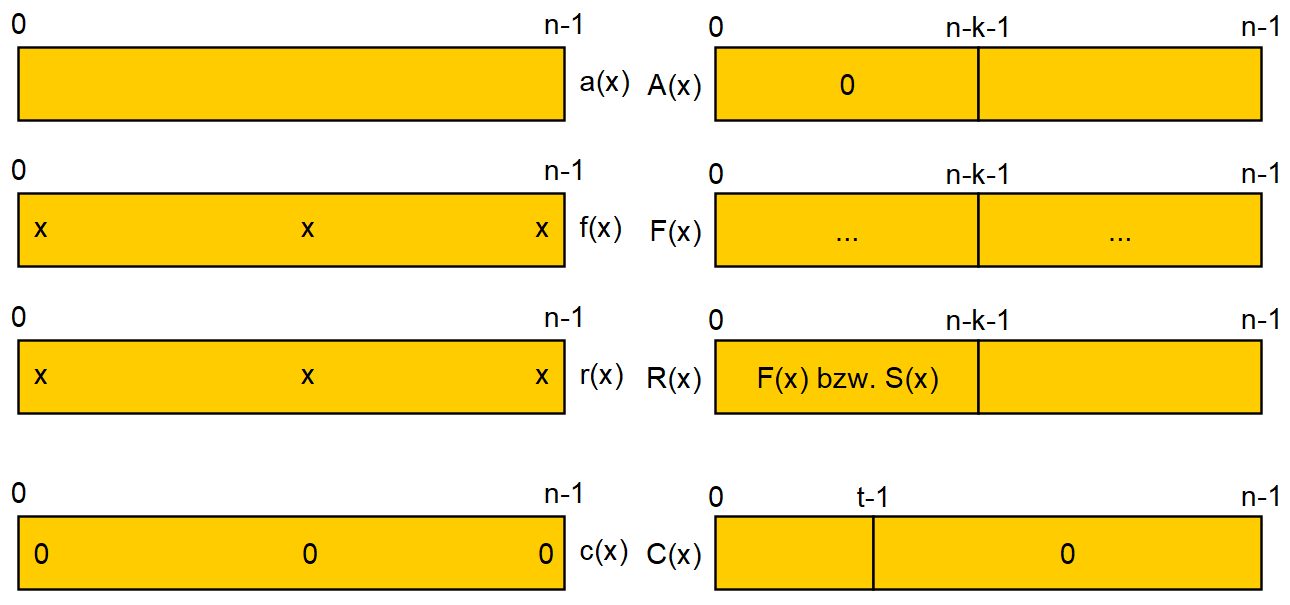 0 n-1 0 n-k-1 n-1
a(x) A(x) 0
0 n-1 0 n-k-1 n-1
x x x f(x) F(x) ... ...
0 n-1 0 n-k-1 n-1
x x x r(x) R(x) F(x) bzw. S(x)
0 n-1 0 t-1 n-1
0 0 0 c(x) C(x) 0